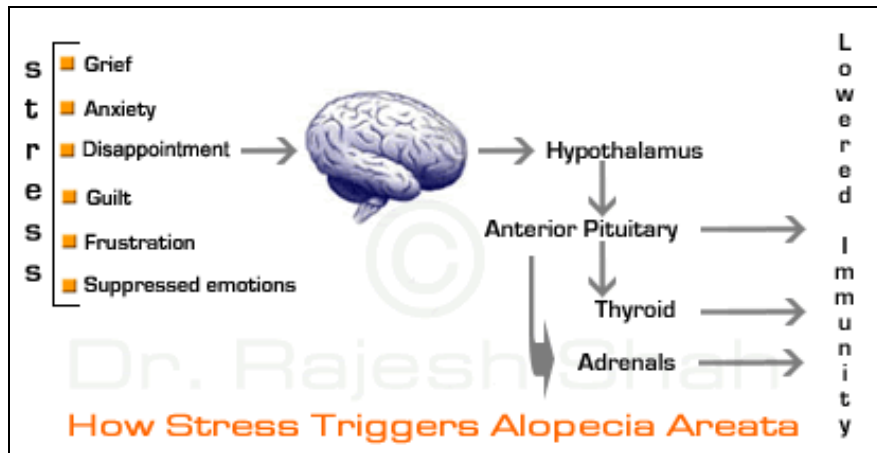 stress
Grief
Anxiety
Disappointment
Guilt
Frustration
Suppressed emotions
Hypothalamus
Anterior Pituitary
Thyroid
Adrenals
Lowered Immunity
©
Dr. Rajesh Shah
How Stress Triggers Alopecia Areata